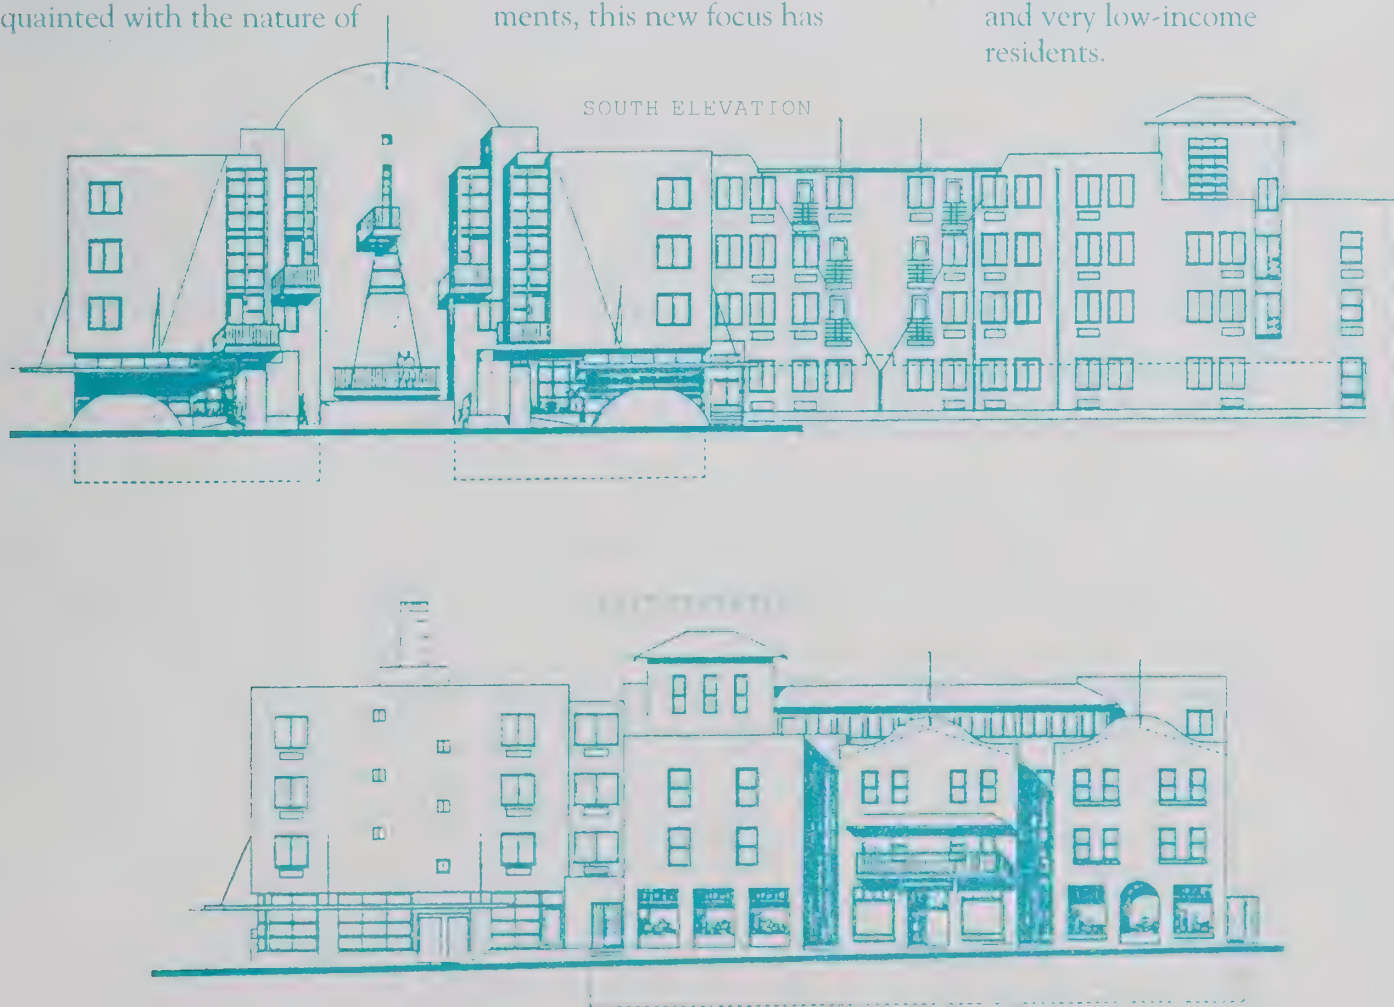 quainted with the nature of
ments, this new focus has
and very low-income
residents.
SOUTH ELEVATION